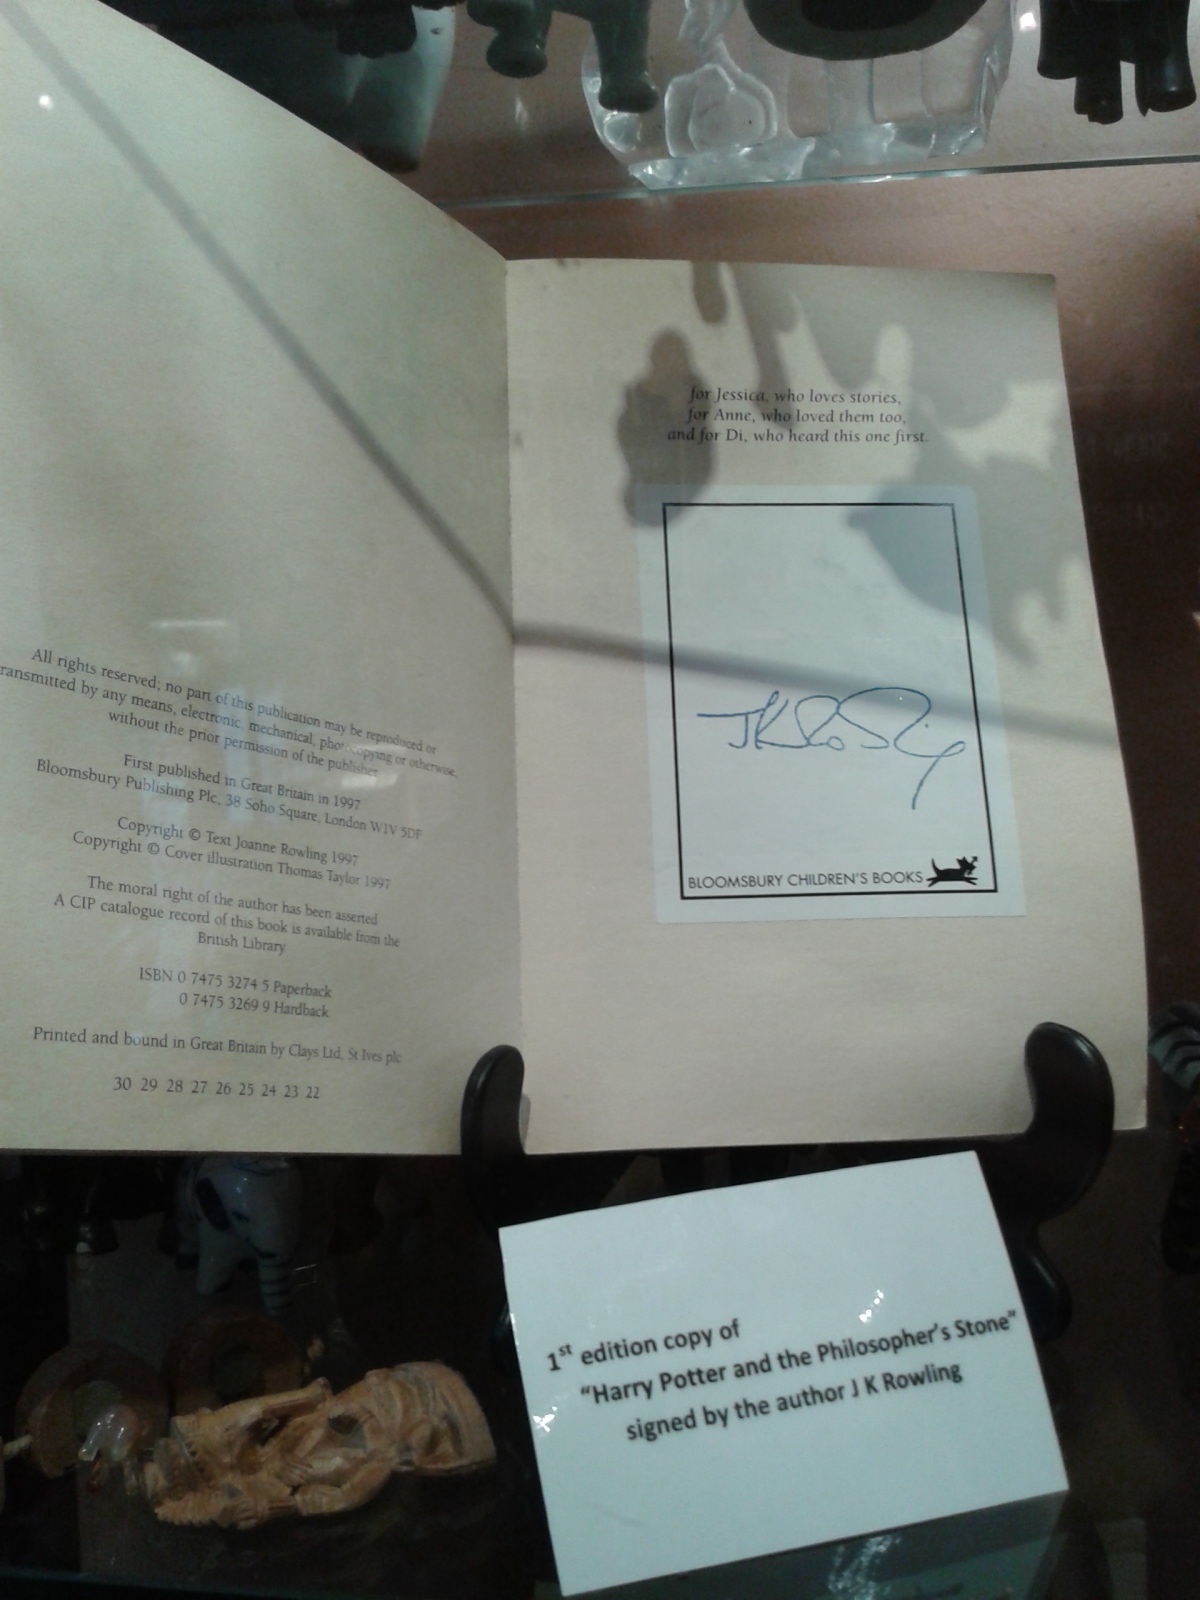 All rights reserved; no part of this publication may be reproduced or
ransmitted by any means, electronic, mechanical, photocopying or otherwise,
without the prior permission of the publisher
First published in Great Britain in 1997
Bloomsbury Publishing Plc, 38 Soho Square, London W1V 5DF
Copyright © Text Joanne Rowling 1997
Copyright © Cover illustration Thomas Taylor 1997
The moral right of the author has been asserted
A CIP catalogue record of this book is available from the
British Library
ISBN 0 7475 3274 5 Paperback
0 7475 3269 9 Hardback
Printed and bound in Great Britain by Clays Ltd, St Ives plc
30 29 28 27 26 25 24 23 22
for Jessica, who loves stories,
for Anne, who loved them too,
and for Di, who heard this one first.
JKRowling
BLOOMSBURY CHILDREN'S BOOKS
1st edition copy of
"Harry Potter and the Philosopher's Stone"
signed by the author J K Rowling